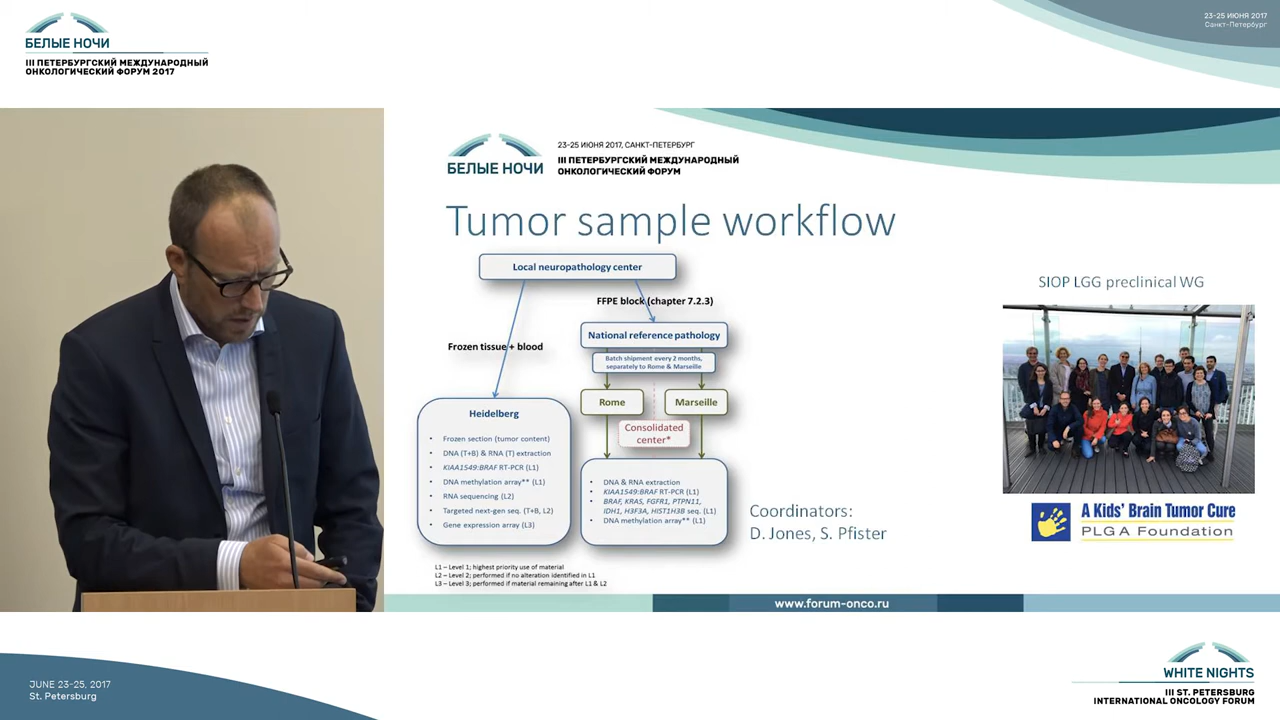 БЕЛЫЕ НОЧИ
III ПЕТЕРБУРГСКИЙ МЕЖДУНАРОДНЫЙ
ОНКОЛОГИЧЕСКИЙ ФОРУМ 2017
23-25 ИЮНЯ 2017
Санкт-Петербург
БЕЛЫЕ НОЧИ
23-25 ИЮНЯ 2017, САНКТ-ПЕТЕРБУРГ
III ПЕТЕРБУРГСКИЙ МЕЖДУНАРОДНЫЙ
ОНКОЛОГИЧЕСКИЙ ФОРУМ
Tumor sample workflow
Local neuropathology center
FFPE block (chapter 7.2.3)
National reference pathology
Frozen tissue + blood
Batch shipment every 2 months,
separately to Rome & Marseille
Rome
Marseille
Consolidated
center*
Heidelberg
• Frozen section (tumor content)
• DNA (T+B) & RNA (T) extraction
• KIAA1549:BRAF RT-PCR (L1)
• DNA methylation array** (L1)
• RNA sequencing (L2)
• Targeted next-gen seq. (T+B, L2)
• Gene expression array (L3)
• DNA & RNA extraction
• KIAA1549:BRAF RT-PCR (L1)
• BRAF, KRAS, FGFR1, PTPN11,
IDH1, H3F3A, HIST1H3B seq. (L1)
• DNA methylation array** (L1)
L1 – Level 1; highest priority use of material
L2 – Level 2; performed if no alteration identified in L1
L3 – Level 3; performed if material remaining after L1 & L2
Coordinators:
D. Jones, S. Pfister
SIOP LGG preclinical WG
A Kids' Brain Tumor Cure
PLGA Foundation
www.forum-onco.ru
JUNE 23-25, 2017
St. Petersburg
WHITE NIGHTS
III ST. PETERSBURG
INTERNATIONAL ONCOLOGY FORUM